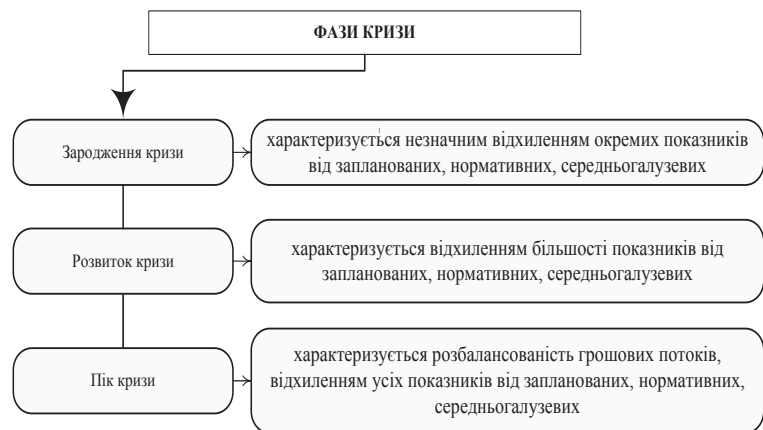 ФАЗИ КРИЗИ
Зародження кризи
характеризується незначним відхиленням окремих показників
від запланованих, нормативних, середньогалузевих
Розвиток кризи
характеризується відхиленням більшості показників від
запланованих, нормативних, середньогалузевих
Пік кризи
характеризується розбалансованість грошових потоків,
відхиленням усіх показників від запланованих, нормативних,
середньогалузевих